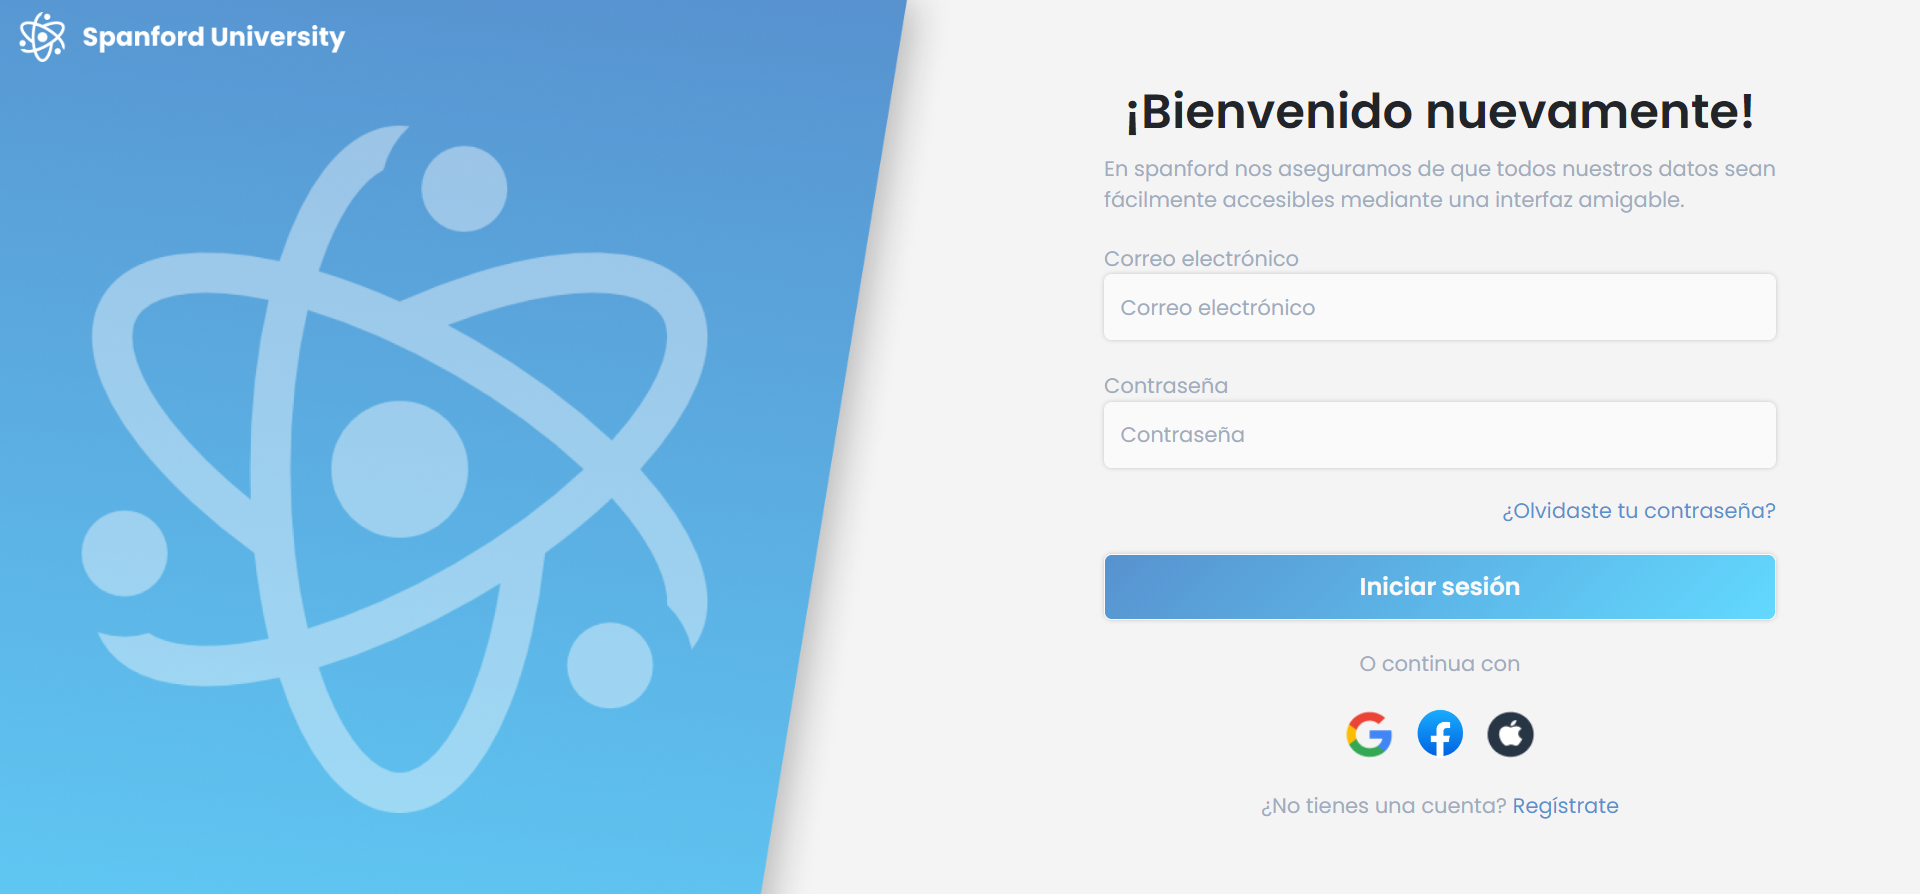 Spanford University
¡Bienvenido nuevamente!
En spanford nos aseguramos de que todos nuestros datos sean
fácilmente accesibles mediante una interfaz amigable.
Correo electrónico
Correo electrónico
Contraseña
Contraseña
¿Olvidaste tu contraseña?
Iniciar sesión
O continua con
¿No tienes una cuenta? Regístrate